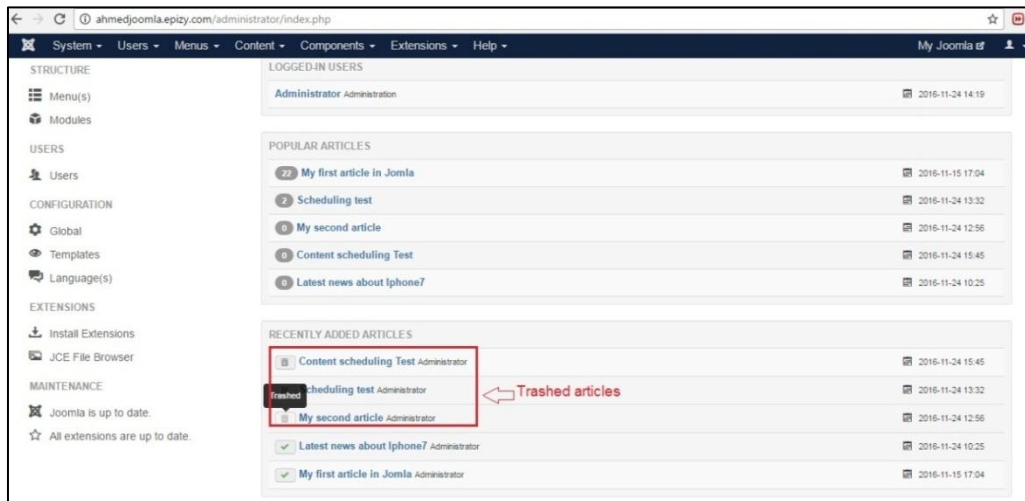 ahmedjoomla.epizy.com/administrator/index.php
System Users Menus Content Components Extensions Help My Joomla
STRUCTURE
Menu(s)
Modules
USERS
Users
CONFIGURATION
Global
Templates
Language(s)
EXTENSIONS
Install Extensions
JCE File Browser
MAINTENANCE
Joomla is up to date.
All extensions are up to date.
LOGGED-IN USERS
Administrator Administration 2016-11-24 14:19
POPULAR ARTICLES
22 My first article in Jomla 2016-11-15 17:04
2 Scheduling test 2016-11-24 13:32
0 My second article 2016-11-24 12:56
0 Content scheduling Test 2016-11-24 15:45
0 Latest news about Iphone7 2016-11-24 10:25
RECENTLY ADDED ARTICLES
Content scheduling Test Administrator 2016-11-24 15:45
Trashed
cheduling test Administrator 2016-11-24 13:32
Trashed articles
My second article Administrator 2016-11-24 12:56
Latest news about Iphone7 Administrator 2016-11-24 10:25
My first article in Jomla Administrator 2016-11-15 17:04